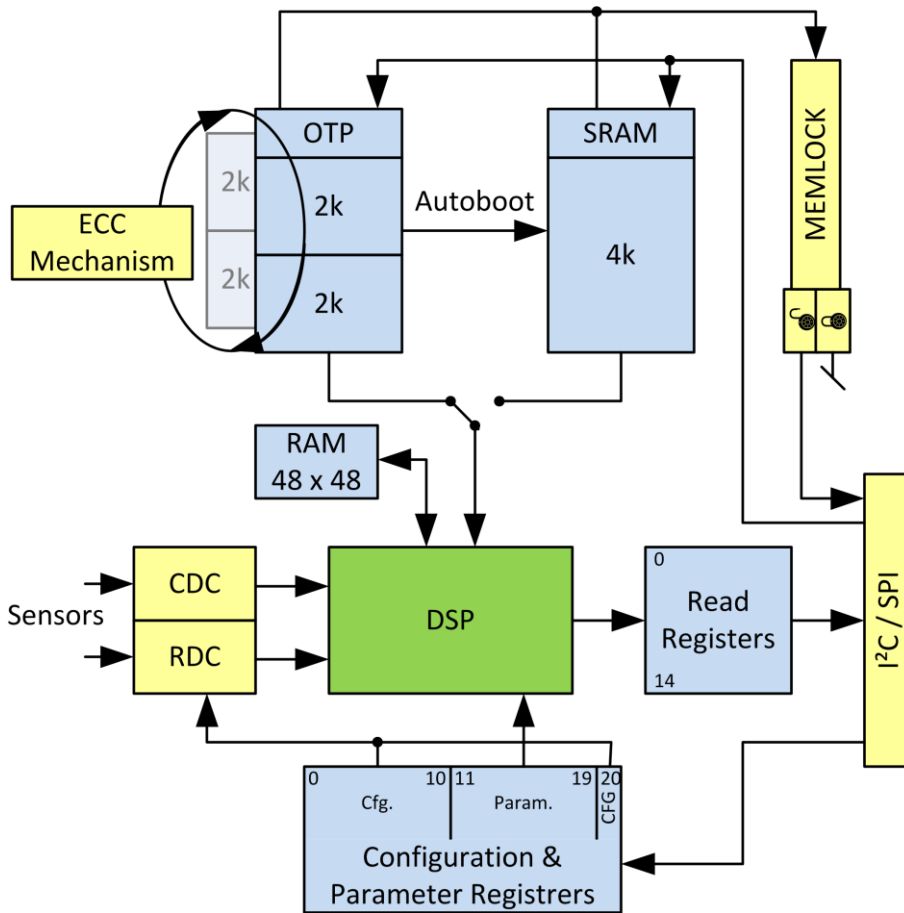 OTP
SRAM
MEMLOCK
2k
2k
Autoboot
ECC
Mechanism
4k
2k
2k
RAM
48 x 48
CDC
0
Sensors
DSP
Read
Registers
RDC
14
I²C / SPI
0
10
11
19
20
Cfg.
Param.
CFG
Configuration &
Parameter Registrers